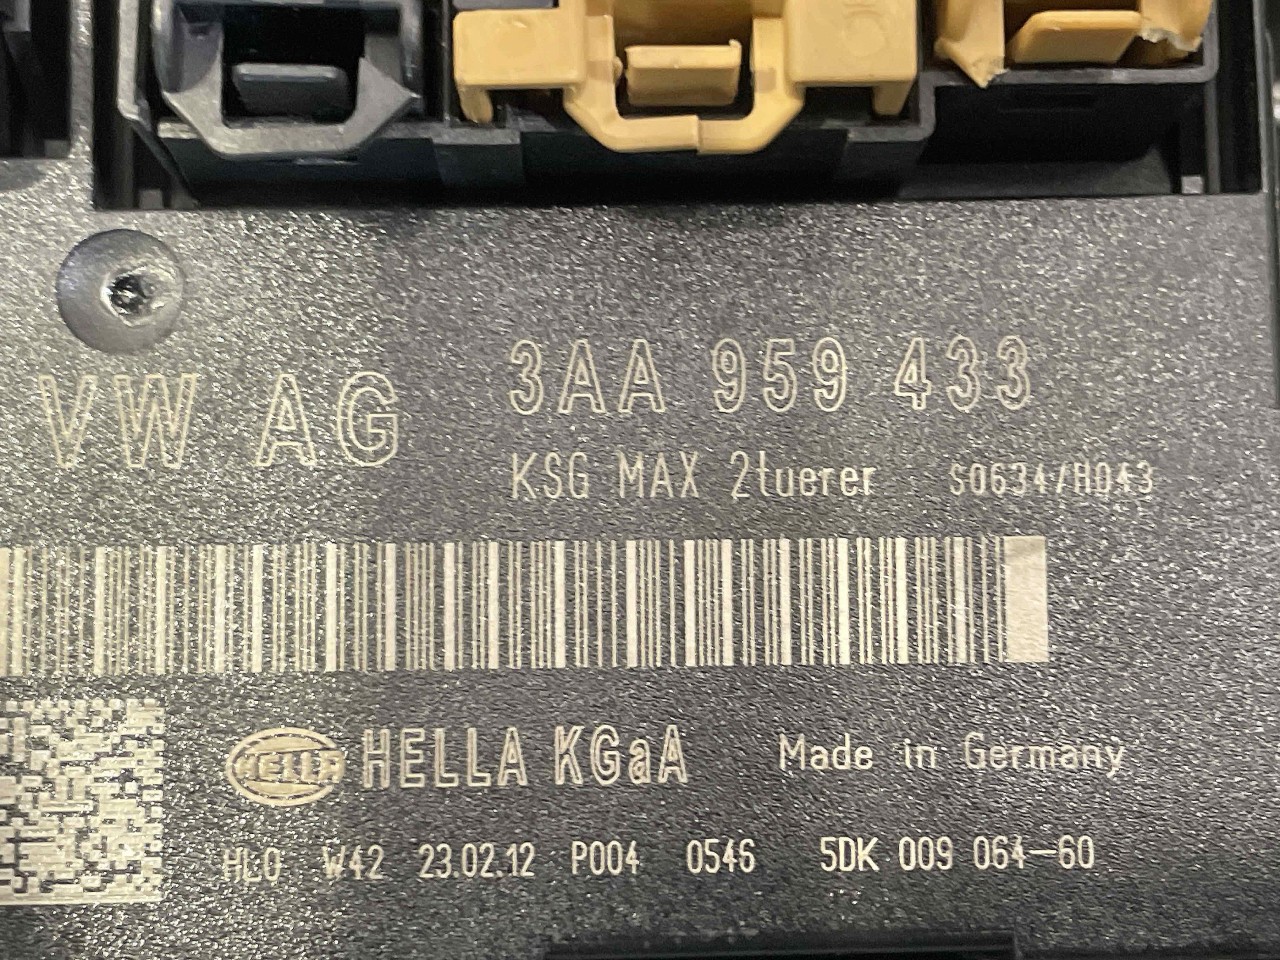 VW AG 3AA 959 433
KSG MAX 2tuerer S0634/H043
HELLA HELLA KGaA Made in Germany
HLO W42 23.02.12 P004 0546 5DK 009 064-60